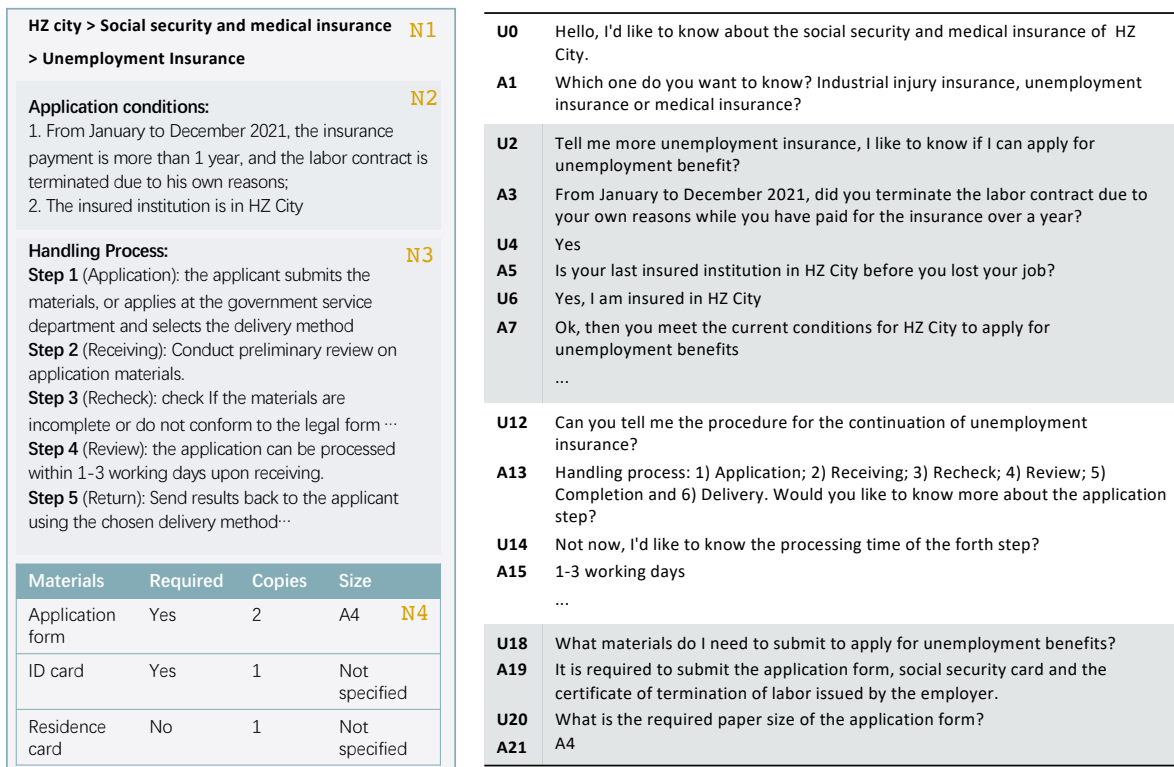 HZ city > Social security and medical insurance N1
> Unemployment Insurance
Application conditions: N2
1. From January to December 2021, the insurance
payment is more than 1 year, and the labor contract is
terminated due to his own reasons;
2. The insured institution is in HZ City
Handling Process: N3
Step 1 (Application): the applicant submits the
materials, or applies at the government service
department and selects the delivery method
Step 2 (Receiving): Conduct preliminary review on
application materials.
Step 3 (Recheck): check If the materials are
incomplete or do not conform to the legal form ···
Step 4 (Review): the application can be processed
within 1-3 working days upon receiving.
Step 5 (Return): Send results back to the applicant
using the chosen delivery method···
Materials Required Copies Size
Application form Yes 2 A4 N4
ID card Yes 1 Not specified
Residence card No 1 Not specified
U0 Hello, I'd like to know about the social security and medical insurance of HZ
City.
A1 Which one do you want to know? Industrial injury insurance, unemployment
insurance or medical insurance?
U2 Tell me more unemployment insurance, I like to know if I can apply for
unemployment benefit?
A3 From January to December 2021, did you terminate the labor contract due to
your own reasons while you have paid for the insurance over a year?
U4 Yes
A5 Is your last insured institution in HZ City before you lost your job?
U6 Yes, I am insured in HZ City
A7 Ok, then you meet the current conditions for HZ City to apply for
unemployment benefits
...
U12 Can you tell me the procedure for the continuation of unemployment
insurance?
A13 Handling process: 1) Application; 2) Receiving; 3) Recheck; 4) Review; 5)
Completion and 6) Delivery. Would you like to know more about the application
step?
U14 Not now, I'd like to know the processing time of the forth step?
A15 1-3 working days
...
U18 What materials do I need to submit to apply for unemployment benefits?
A19 It is required to submit the application form, social security card and the
certificate of termination of labor issued by the employer.
U20 What is the required paper size of the application form?
A21 A4